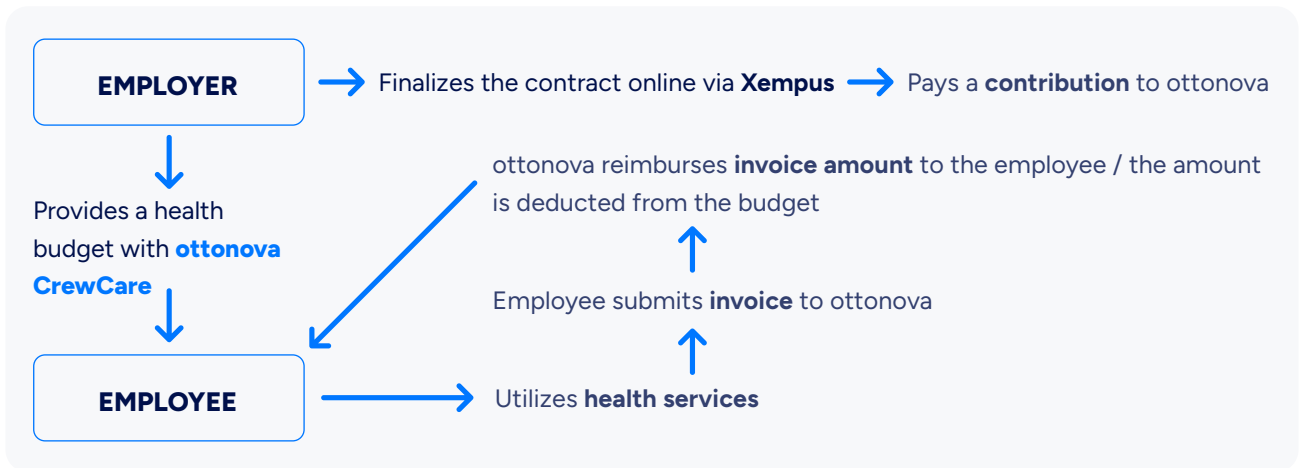 EMPLOYER
Finalizes the contract online via Xempus
Pays a contribution to ottonova
ottonova reimburses invoice amount to the employee / the amount
is deducted from the budget
Provides a health
budget with ottonova
CrewCare
Employee submits invoice to ottonova
EMPLOYEE
Utilizes health services